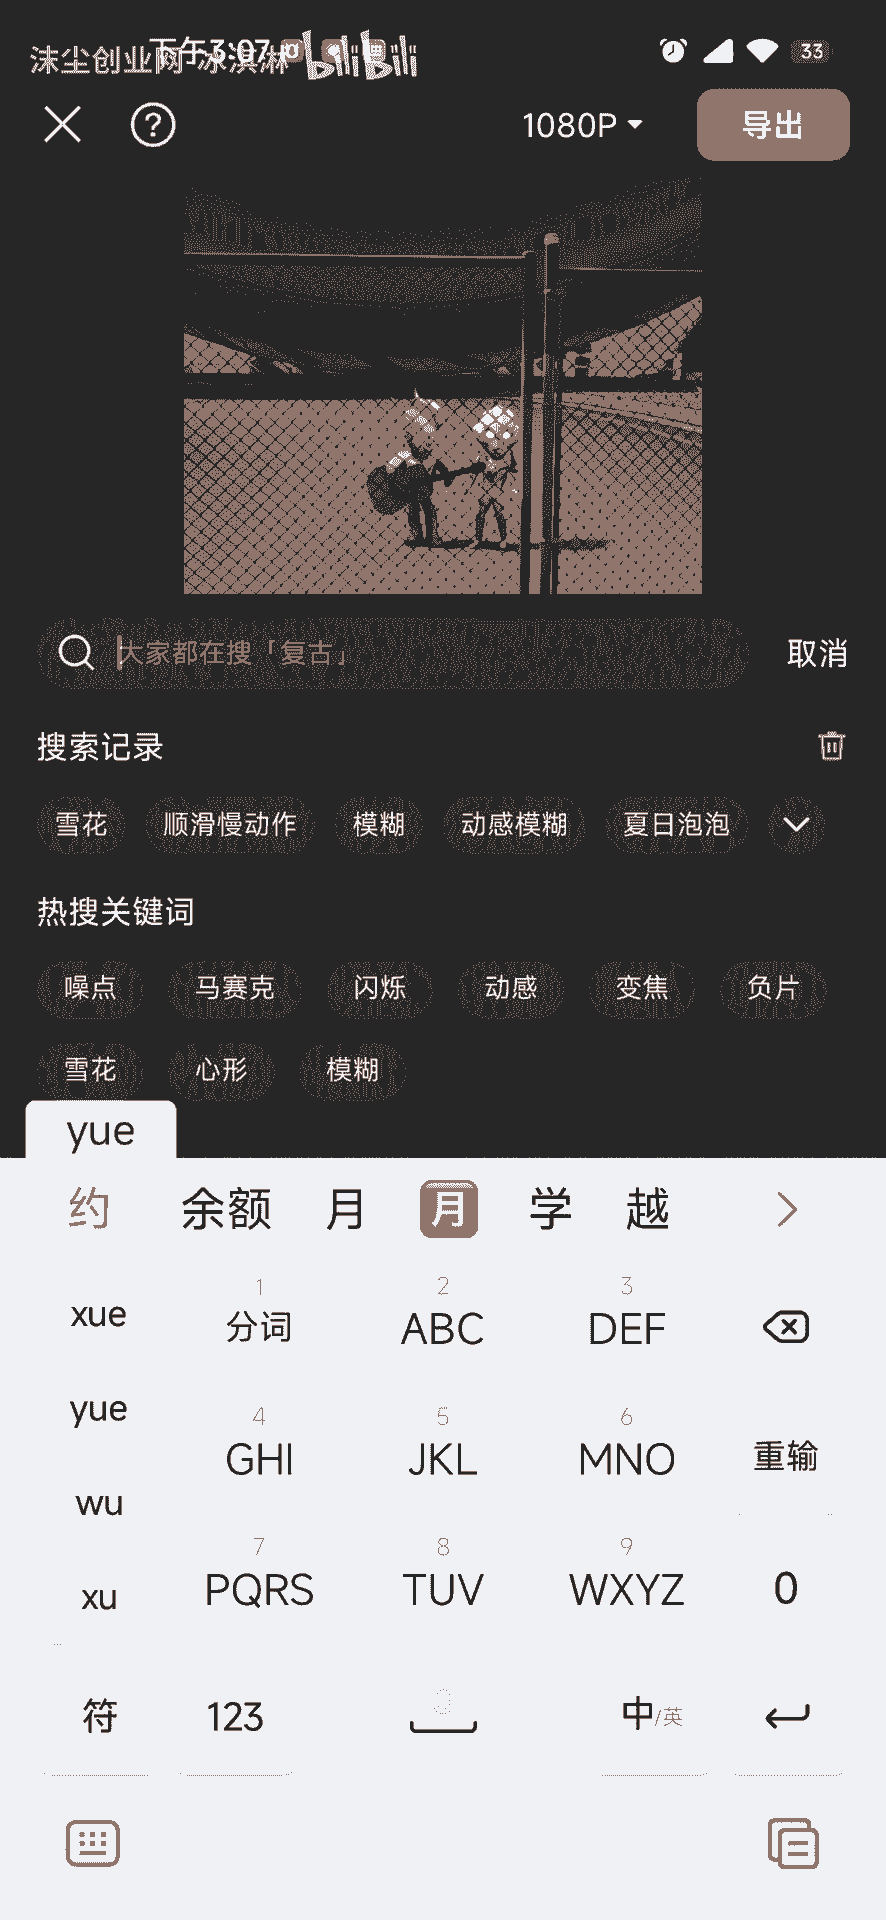 沫尘创业网-冰淇淋 bilibili
下午3:07 33
1080P 导出
大家都在搜「复古」 取消
搜索记录
雪花 顺滑慢动作 模糊 动感模糊 夏日泡泡
热搜关键词
噪点 马赛克 闪烁 动感 变焦 负片
雪花 心形 模糊
yue
约 余额 月 月 学 越
xue 1 分词 2 ABC 3 DEF
yue 4 GHI 5 JKL 6 MNO 重输
wu 7 PQRS 8 TUV 9 WXYZ 0
xu
符 123 中/英